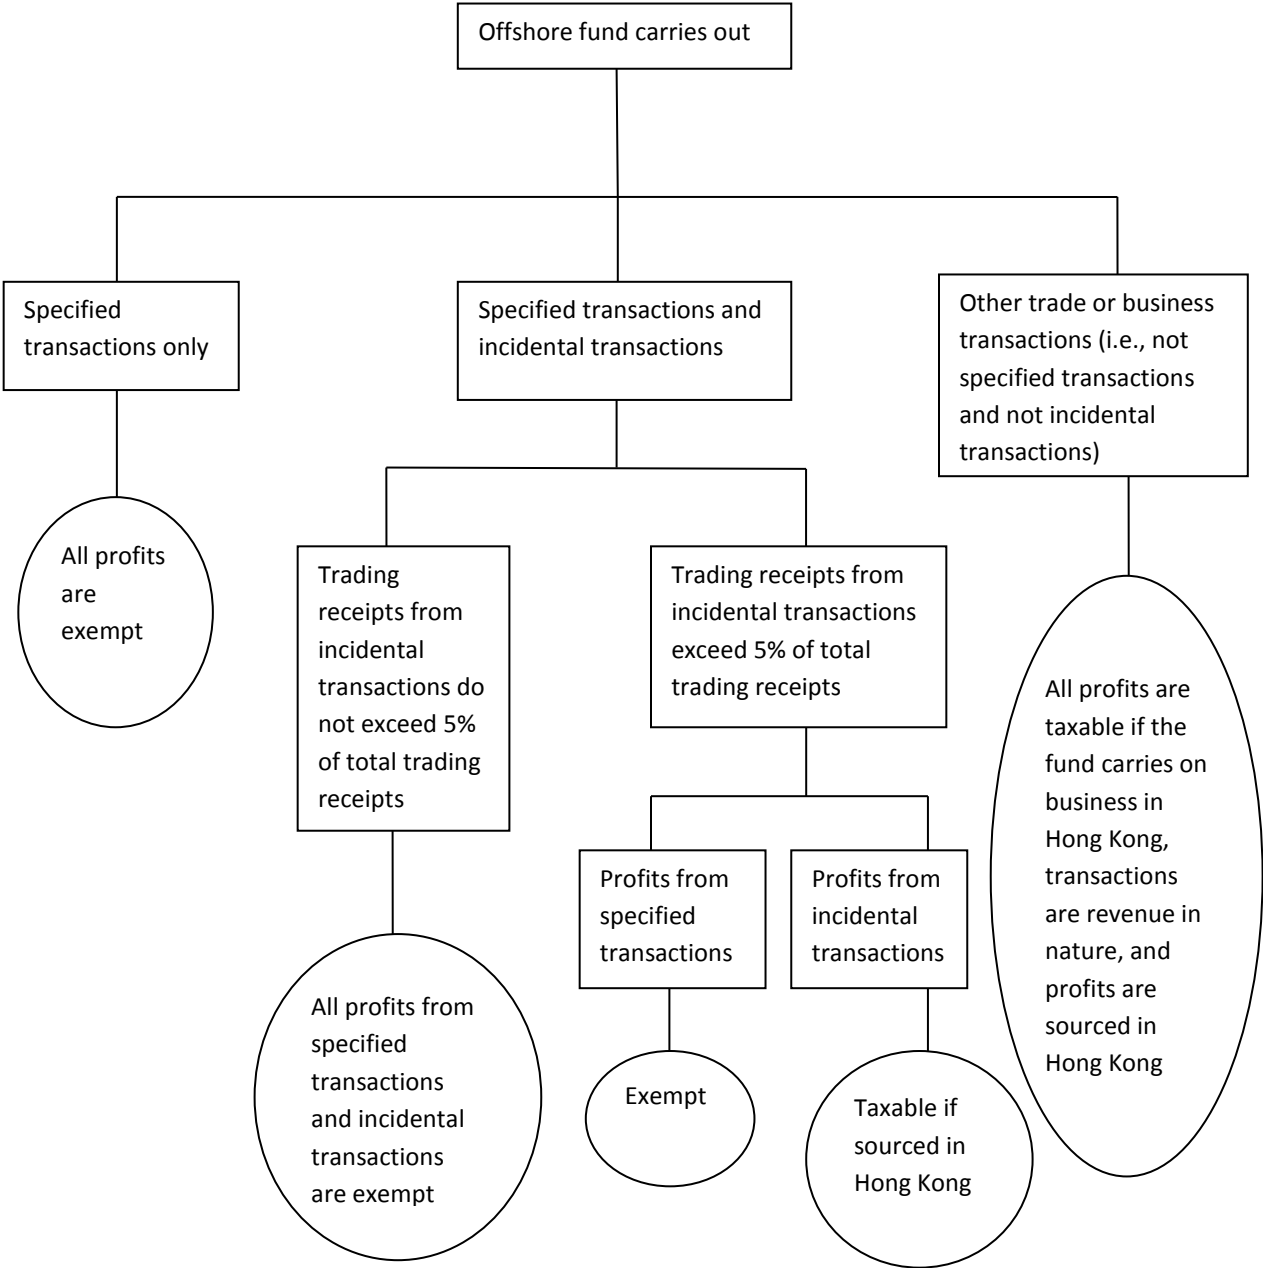 Offshore fund carries out
Specified
transactions only
Specified transactions and
incidental transactions
Other trade or business
transactions (i.e., not
specified transactions
and not incidental
transactions)
All profits
are
exempt
Trading
receipts from
incidental
transactions do
not exceed 5%
of total trading
receipts
Trading receipts from
incidental transactions
exceed 5% of total
trading receipts
All profits are
taxable if the
fund carries on
business in
Hong Kong,
transactions
are revenue in
nature, and
profits are
sourced in
Hong Kong
Profits from
specified
transactions
Profits from
incidental
transactions
All profits from
specified
transactions
and incidental
transactions
are exempt
Exempt
Taxable if
sourced in
Hong Kong